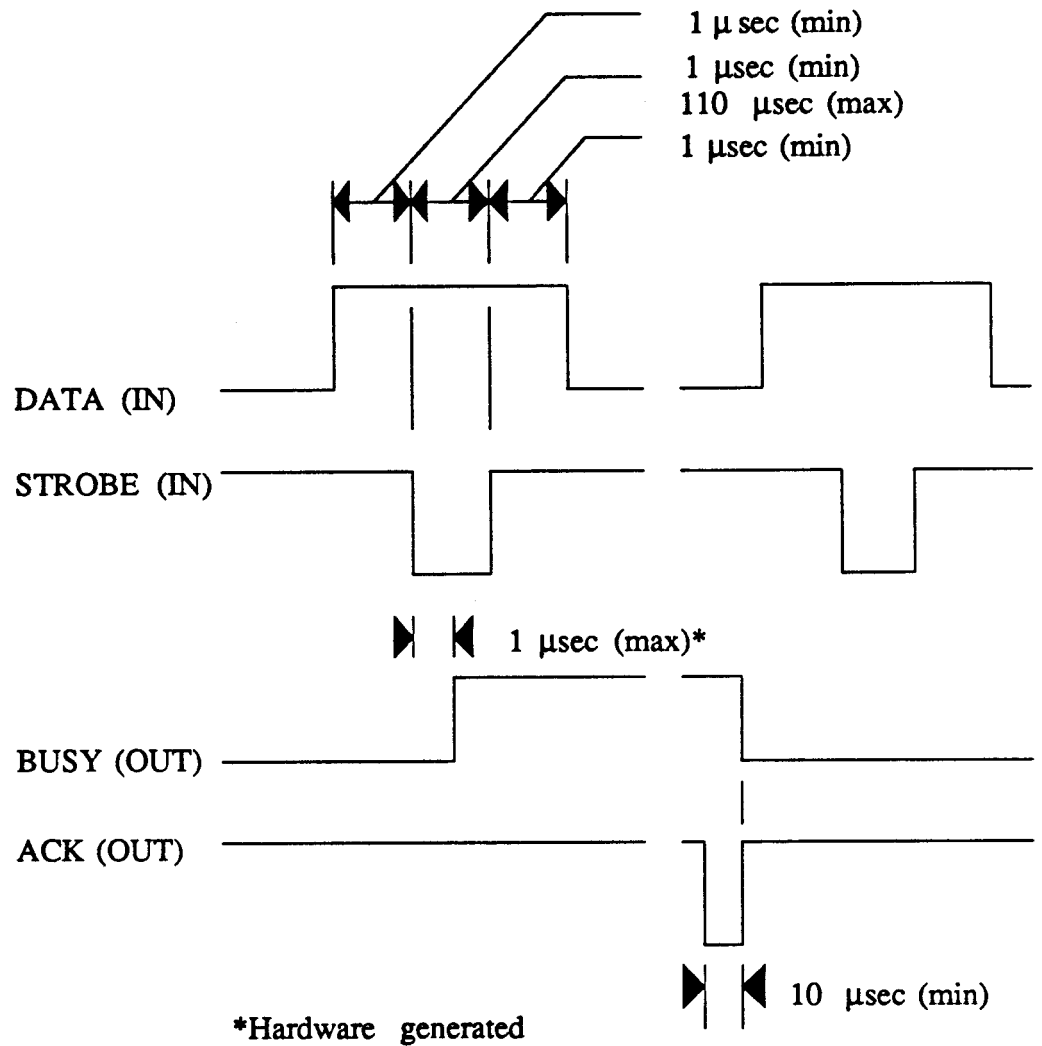 1 μ sec (min)
1 μsec (min)
110 μsec (max)
1 μsec (min)
DATA (IN)
STROBE (IN)
1 μsec (max)*
BUSY (OUT)
ACK (OUT)
10 μsec (min)
*Hardware generated